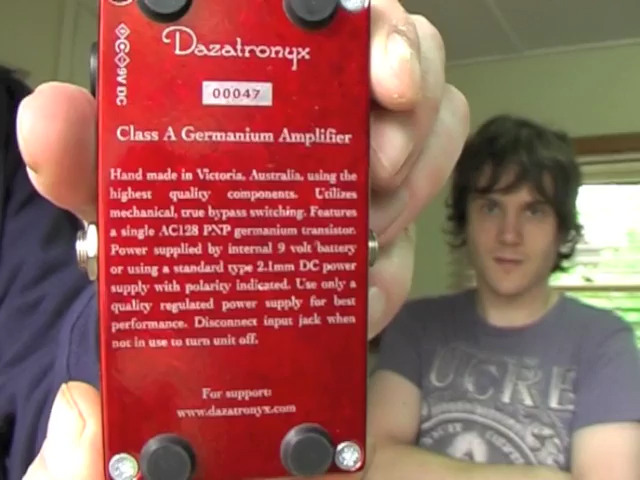 Dazatronyx
9V DC
00047
Class A Germanium Amplifier
Hand made in Victoria, Australia, using the
highest quality components. Utilizes
mechanical, true bypass switching. Features
a single AC128 PNP germanium transistor.
Power supplied by internal 9 volt battery
or using a standard type 2.1mm DC power
supply with polarity indicated. Use only a
quality regulated power supply for best
performance. Disconnect input jack when
not in use to turn unit off.
For support:
www.dazatronyx.com
UCRE